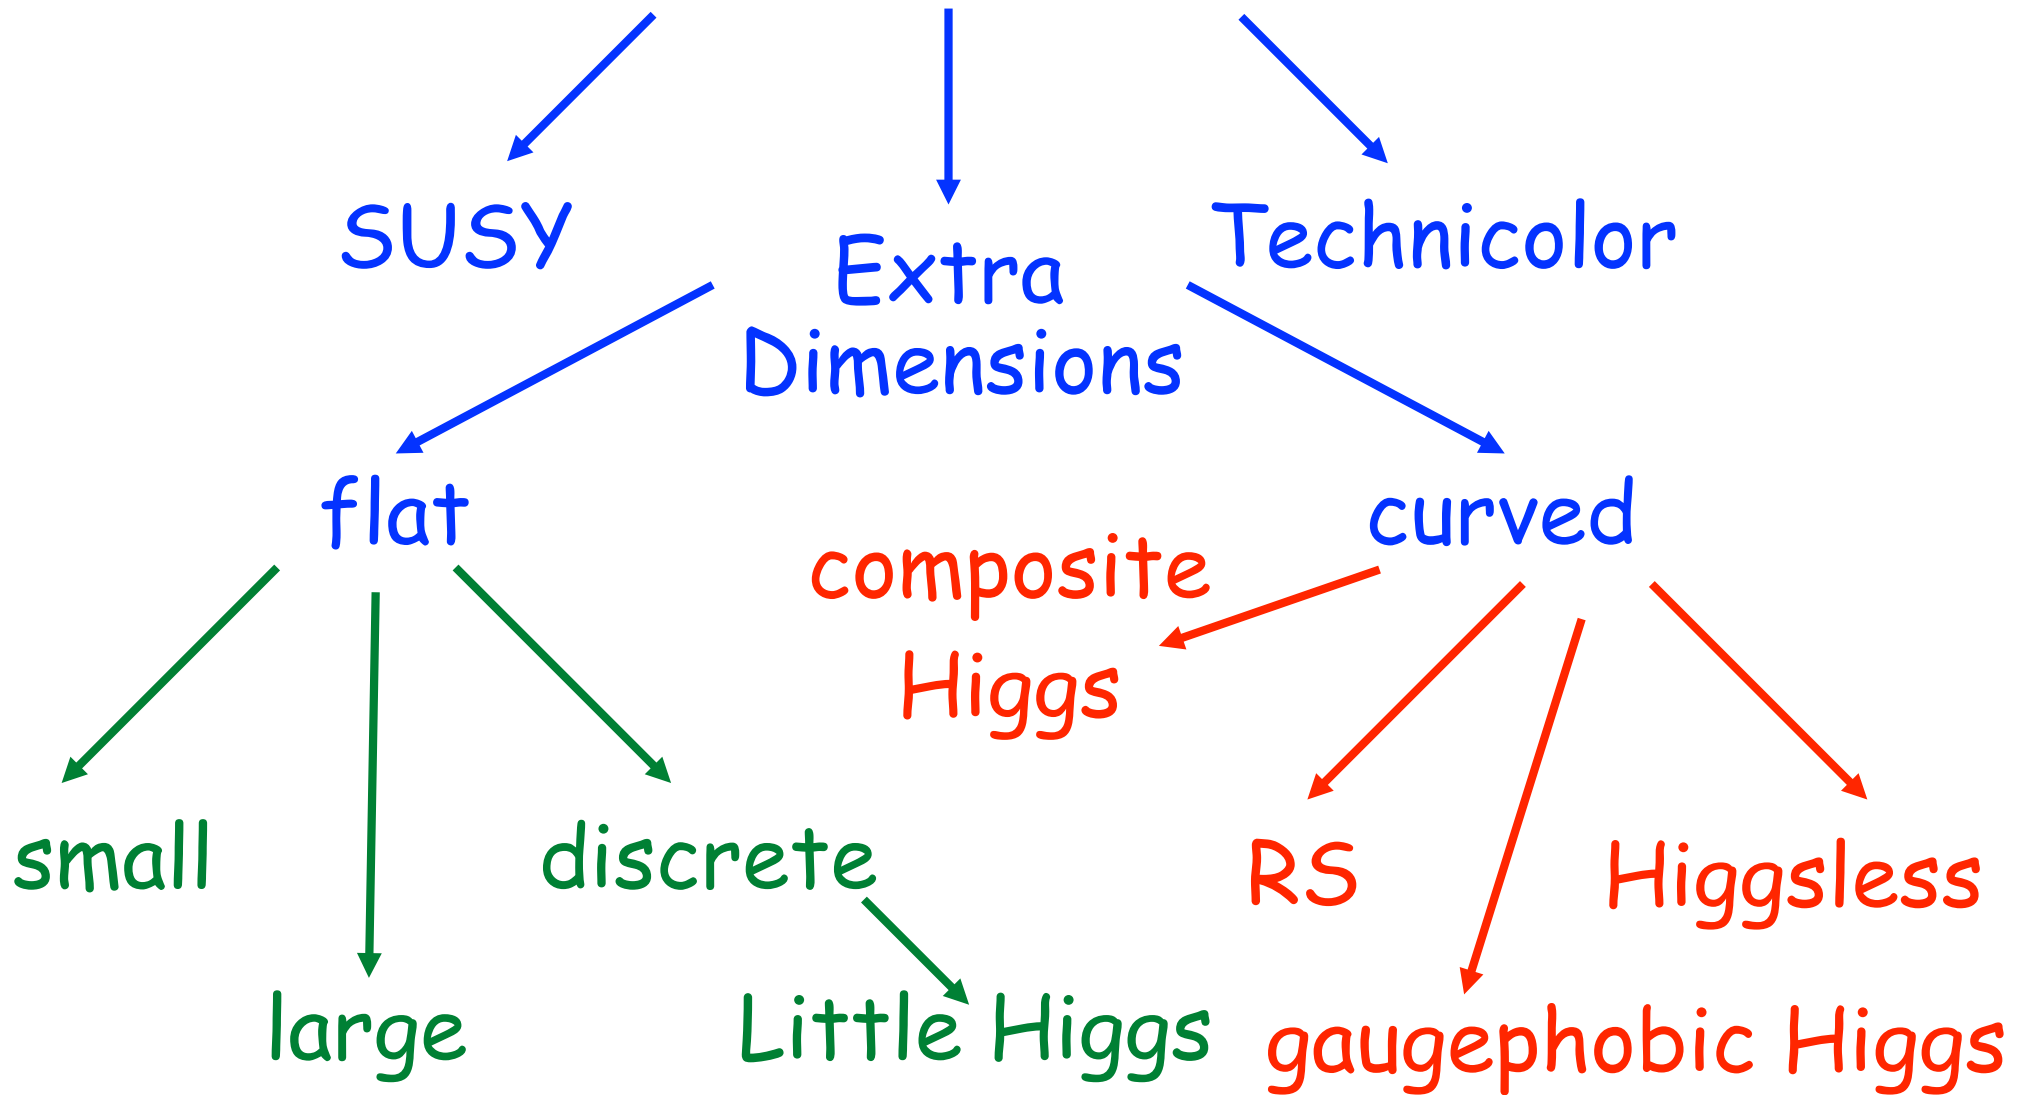 SUSY
Extra
Dimensions
Technicolor
flat
curved
composite
Higgs
small
discrete
RS
Higgsless
large
Little Higgs
gaugephobic Higgs